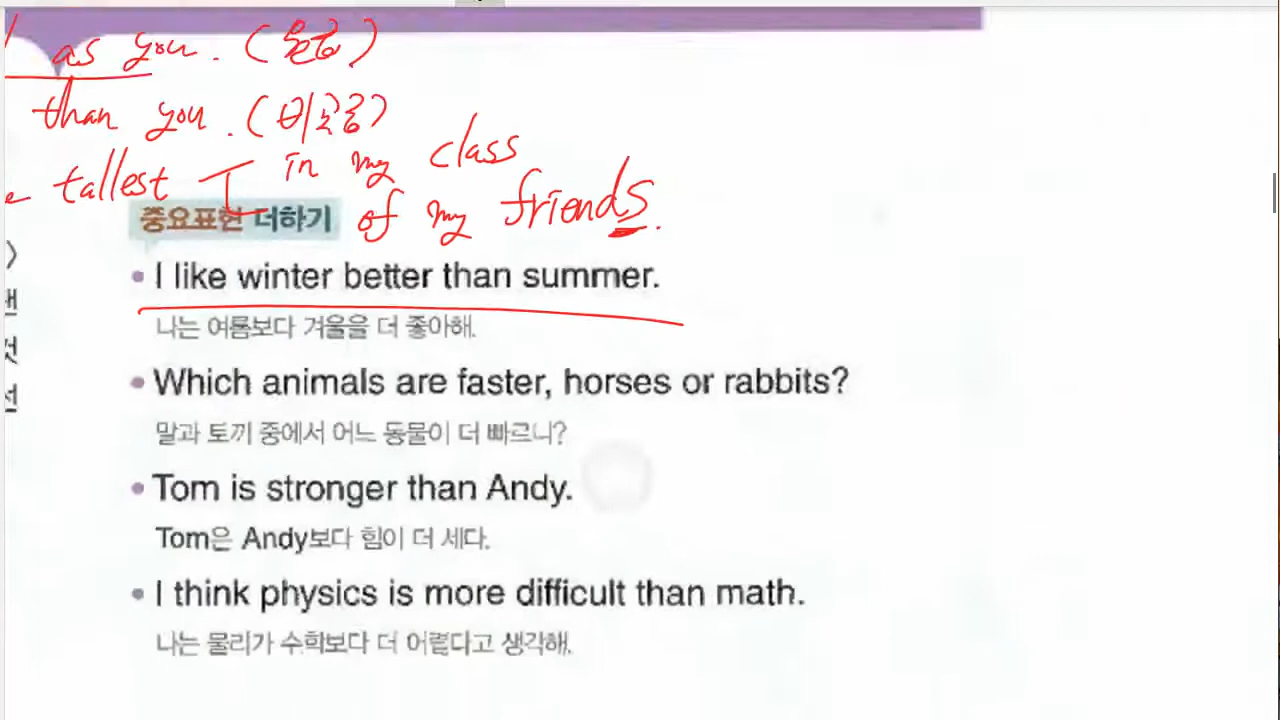 as you. (원급)
than you. (비교급)
tallest in my class
of my friends.
중요표현 더하기
• I like winter better than summer.
나는 여름보다 겨울을 더 좋아해.
• Which animals are faster, horses or rabbits?
말과 토끼 중에서 어느 동물이 더 빠르니?
• Tom is stronger than Andy.
Tom은 Andy보다 힘이 더 세다.
• I think physics is more difficult than math.
나는 물리가 수학보다 더 어렵다고 생각해.